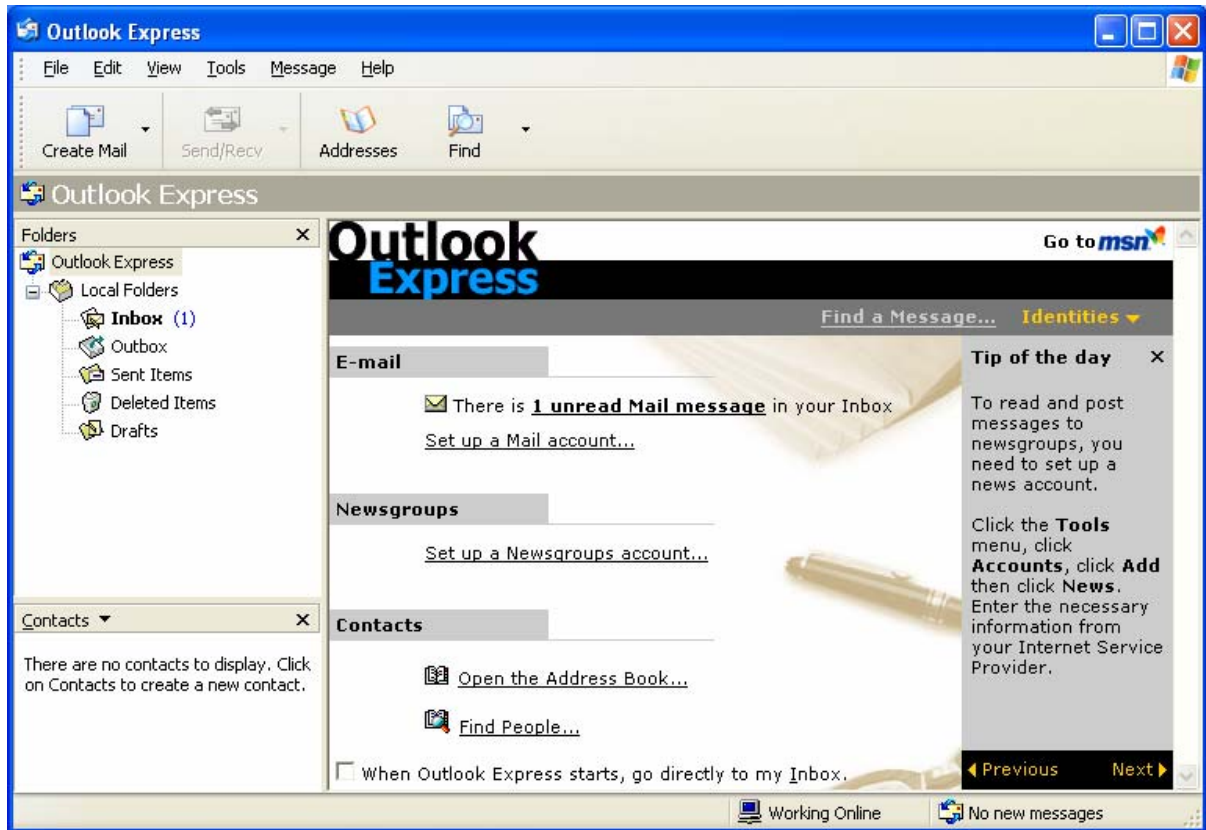 Outlook Express
File Edit View Tools Message Help
Create Mail Send/Recv Addresses Find
Outlook Express
Folders
Outlook Express
Local Folders
Inbox (1)
Outbox
Sent Items
Deleted Items
Drafts
Contacts
There are no contacts to display. Click
on Contacts to create a new contact.
Outlook
Express
Go to msn
Find a Message... Identities
E-mail
There is 1 unread Mail message in your Inbox
Set up a Mail account...
Newsgroups
Set up a Newsgroups account...
Contacts
Open the Address Book...
Find People...
When Outlook Express starts, go directly to my Inbox.
Tip of the day
To read and post
messages to
newsgroups, you
need to set up a
news account.
Click the Tools
menu, click
Accounts, click Add
then click News.
Enter the necessary
information from
your Internet Service
Provider.
Previous Next
Working Online No new messages